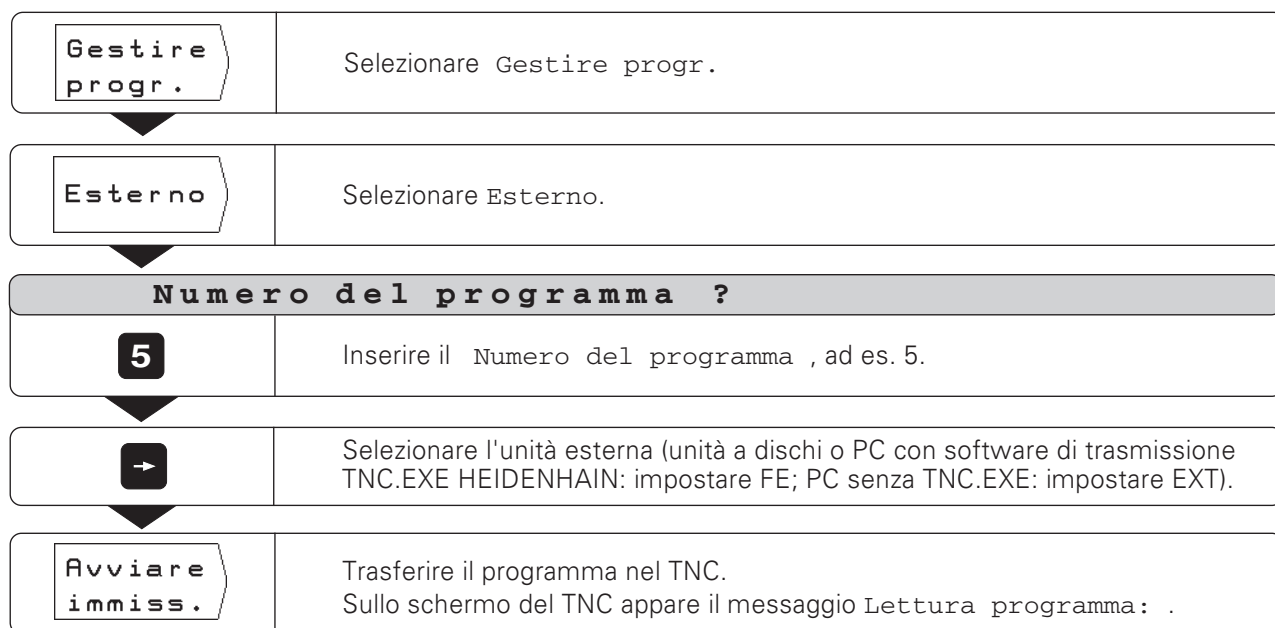 Gestire
progr.
Selezionare Gestire progr.
Esterno
Selezionare Esterno.
Numero del programma ?
5
Inserire il Numero del programma , ad es. 5.
Selezionare l'unità esterna (unità a dischi o PC con software di trasmissione
TNC.EXE HEIDENHAIN: impostare FE; PC senza TNC.EXE: impostare EXT).
Avviare
immiss.
Trasferire il programma nel TNC.
Sullo schermo del TNC appare il messaggio Lettura programma: .